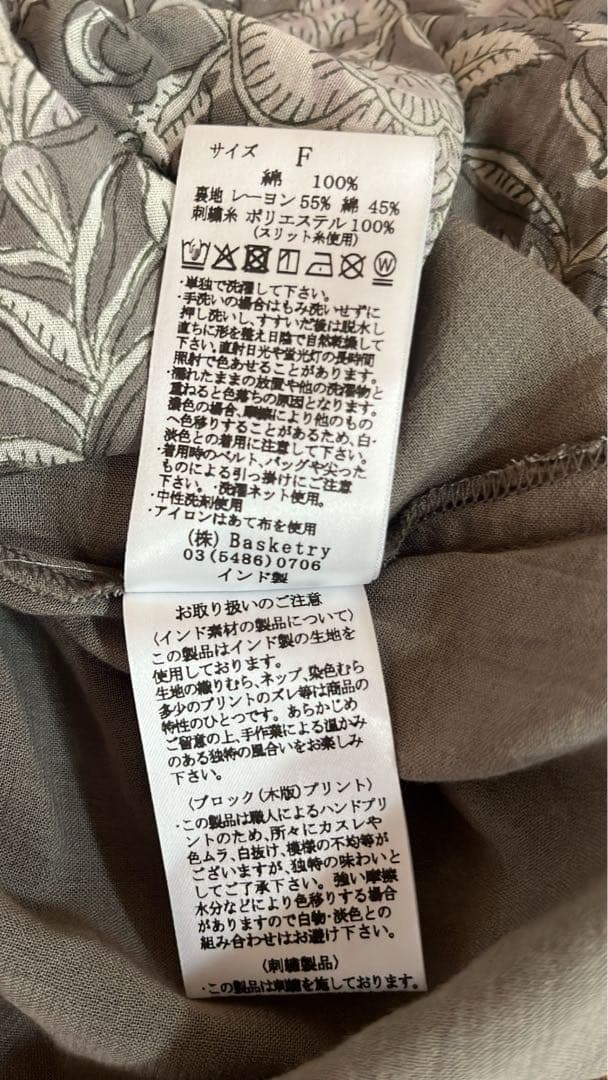 サイズ F
綿 100%
裏地 レーヨン 55% 綿 45%
刺繍糸 ポリエステル 100%
(スリット糸使用)
W
・単独で洗濯して下さい。
・手洗いの場合はもみ洗いせずに
押し洗いし、すすいだ後は脱水し
直ちに形を整え日陰で自然乾燥して
下さい。直射日光や蛍光灯の長時間
照射で色あせることがあります。
・濡れたままの放置や他の洗濯物と
重ねると色落ちの原因となります。
濃色の場合、摩擦により他のもの
へ色移りすることがあるため、白・
淡色との着用に注意して下さい。
・着用時のベルト、バッグや尖った
ものによる引っ掛けにご注意
下さい。・洗濯ネット使用。
・中性洗剤使用
・アイロンはあて布を使用
(株) Basketry
03(5486)0706
インド製
お取り扱いのご注意
〈インド素材の製品について〉
この製品はインド製の生地を
使用しております。
生地の織りむら、ネップ、染色むら
多少のプリントのズレ等は商品の
特性のひとつです。あらかじめ
ご留意の上、手作業による温かみ
のある独特の風合いをお楽しみ
下さい。
〈ブロック(木版)プリント〉
・この製品は職人によるハンドプリ
ントのため、所々にカスレや
色ムラ、白抜け、模様の不均等が
ございますが、独特の味わいと
してご了承下さい。強い摩擦
水分などにより色移りする場合
がありますので白物・淡色との
組み合わせはお避け下さい。
〈刺繍製品〉
・この製品は刺繍を施しております。